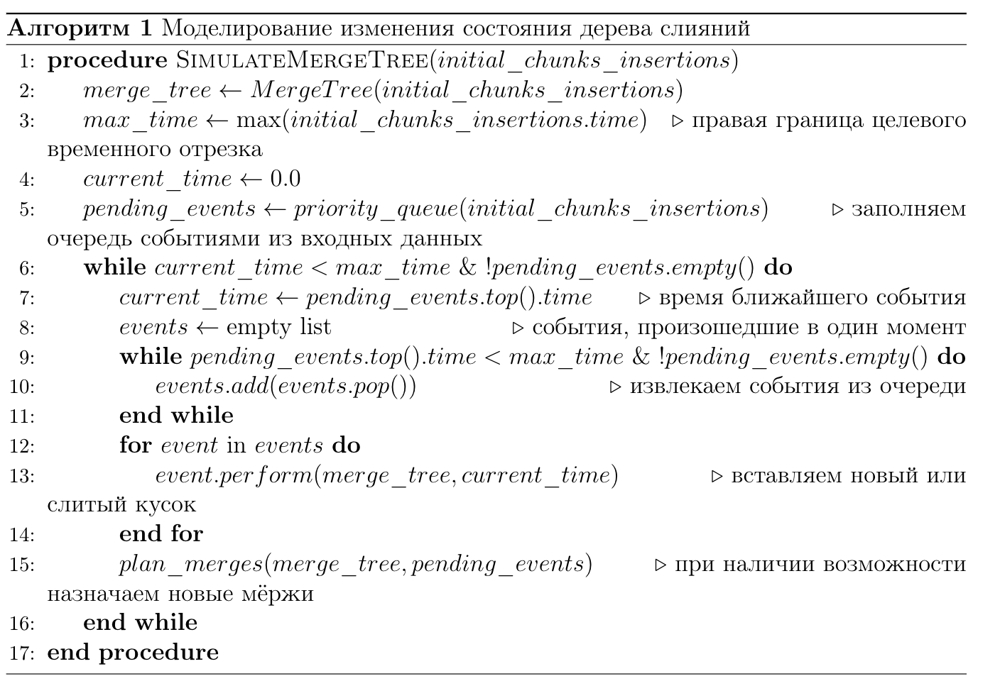 Алгоритм 1 Моделирование изменения состояния дерева слияний
1: procedure SIMULATEMERGETREE(initial_chunks_insertions)
2: merge_tree ← MergeTree(initial_chunks_insertions)
3: max_time ← max(initial_chunks_insertions.time) ▷ правая граница целевого
временного отрезка
4: current_time ← 0.0
5: pending_events ← priority_queue(initial_chunks_insertions) ▷ заполняем
очередь событиями из входных данных
6: while current_time < max_time & !pending_events.empty() do
7: current_time ← pending_events.top().time ▷ время ближайшего события
8: events ← empty list ▷ события, произошедшие в один момент
9: while pending_events.top().time < max_time & !pending_events.empty() do
10: events.add(events.pop()) ▷ извлекаем события из очереди
11: end while
12: for event in events do
13: event.perform(merge_tree, current_time) ▷ вставляем новый или
слитый кусок
14: end for
15: plan_merges(merge_tree, pending_events) ▷ при наличии возможности
назначаем новые мёржи
16: end while
17: end procedure